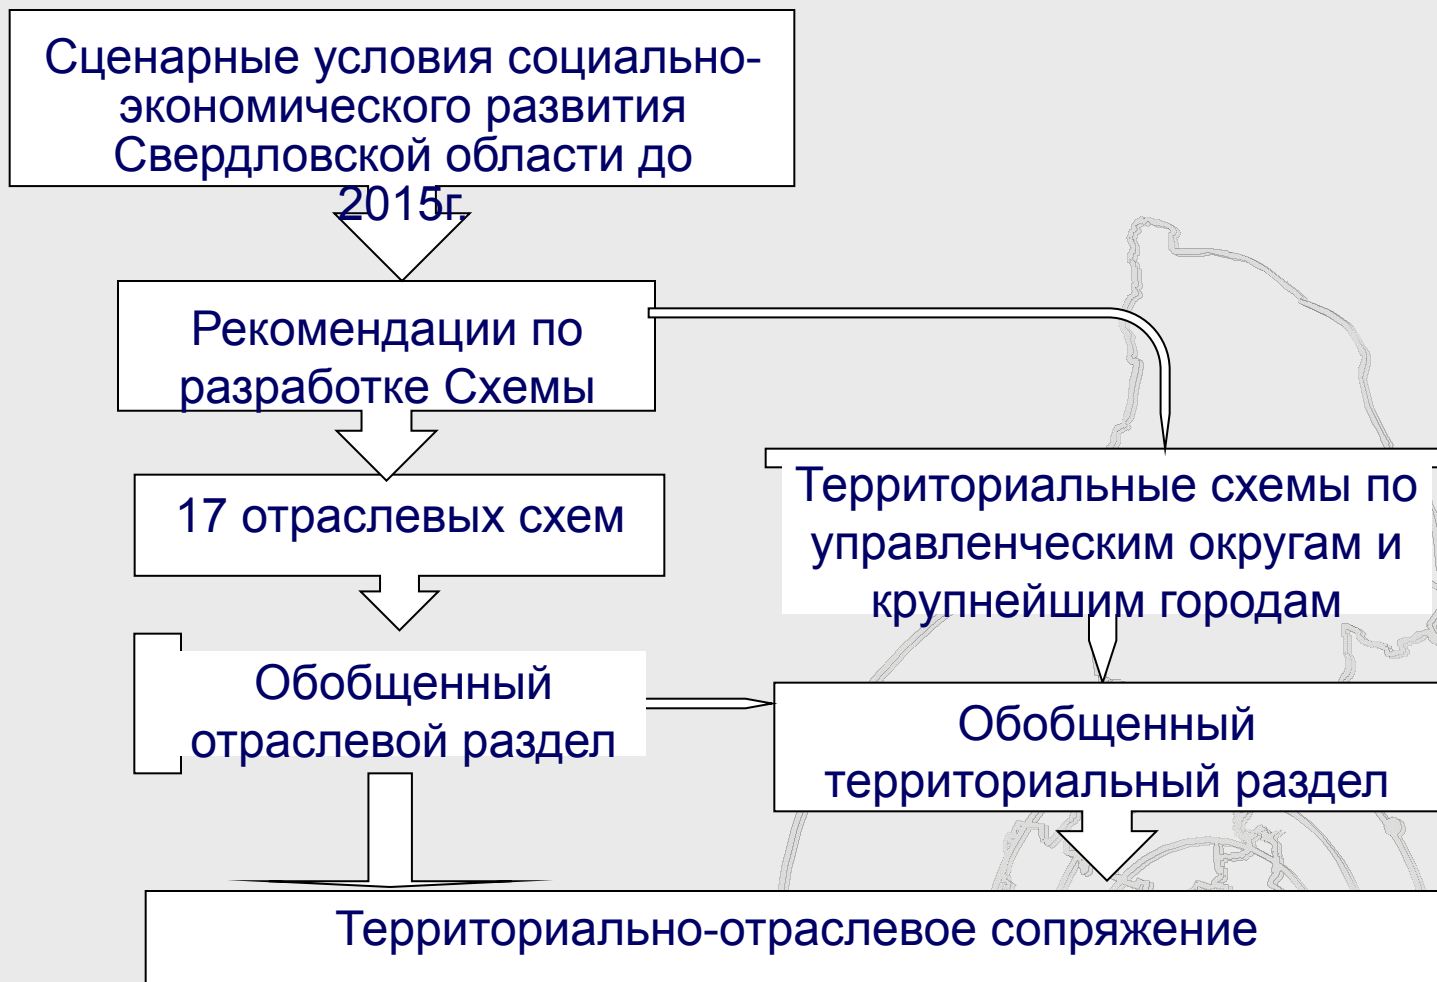 Сценарные условия социально-
экономического развития
Свердловской области до
2015г.
Рекомендации по
разработке Схемы
17 отраслевых схем
Территориальные схемы по
управленческим округам и
крупнейшим городам
Обобщенный
отраслевой раздел
Обобщенный
территориальный раздел
Территориально-отраслевое сопряжение